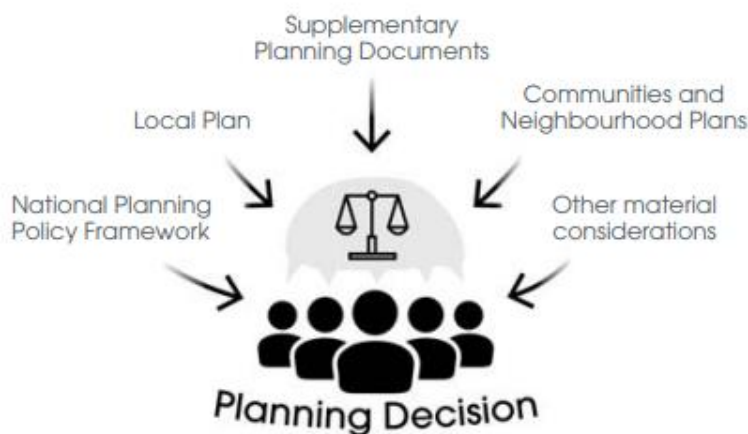 Supplementary
Planning Documents
Local Plan
Communities and
Neighbourhood Plans
National Planning
Policy Framework
Other material
considerations
Planning Decision